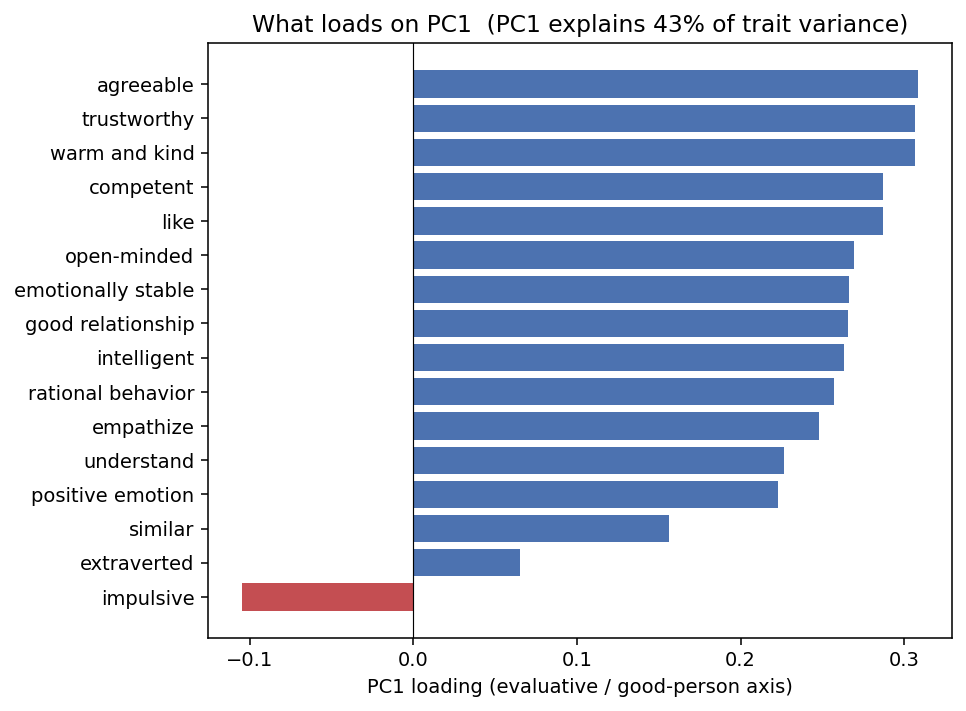 What loads on PC1  (PC1 explains 43% of trait variance)
agreeable
trustworthy
warm and kind
competent
like
open-minded
emotionally stable
good relationship
intelligent
rational behavior
empathize
understand
positive emotion
similar
extraverted
impulsive
−0.1 0.0 0.1 0.2 0.3
PC1 loading (evaluative / good-person axis)